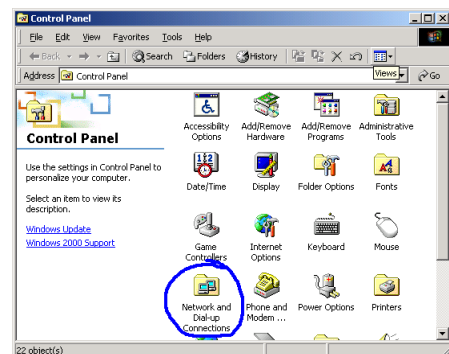 Control Panel
File Edit View Favorites Tools Help
Back Search Folders History
Address Control Panel Views Go
Control Panel
Use the settings in Control Panel to
personalize your computer.
Select an item to view its
description.
Windows Update
Windows 2000 Support
Accessibility
Options
Add/Remove
Hardware
Add/Remove
Programs
Administrative
Tools
Date/Time
Display
Folder Options
Fonts
Game
Controllers
Internet
Options
Keyboard
Mouse
Network and
Dial-up
Connections
Phone and
Modem ...
Power Options
Printers
22 object(s)